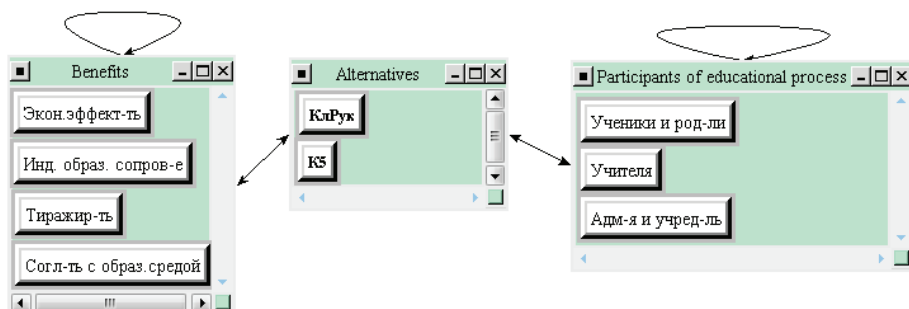 Benefits
Экон.эффект-ть
Инд. образ. сопров-е
Тиражир-ть
Согл-ть с образ.средой
Alternatives
КлРук
К5
Participants of educational process
Ученики и род-ли
Учителя
Адм-я и учред-ль